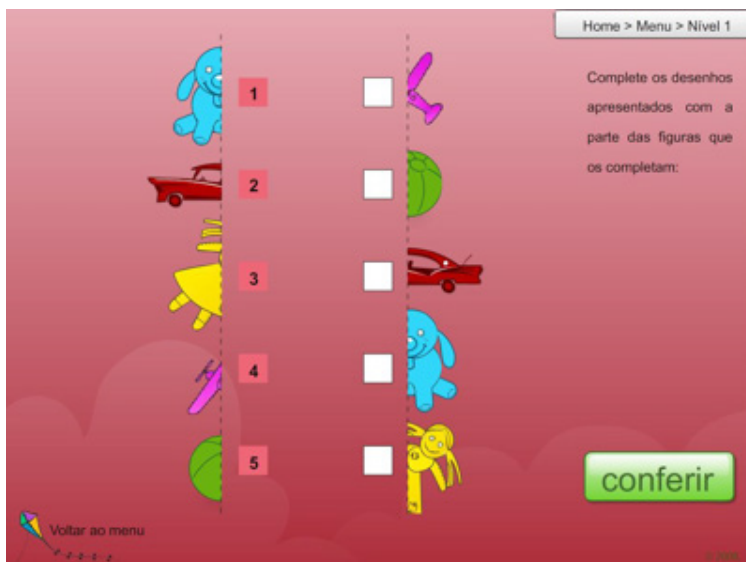 Home > Menu > Nível 1
Complete os desenhos
apresentados com a
parte das figuras que
os completam:
1
2
3
4
5
conferir
Voltar ao menu